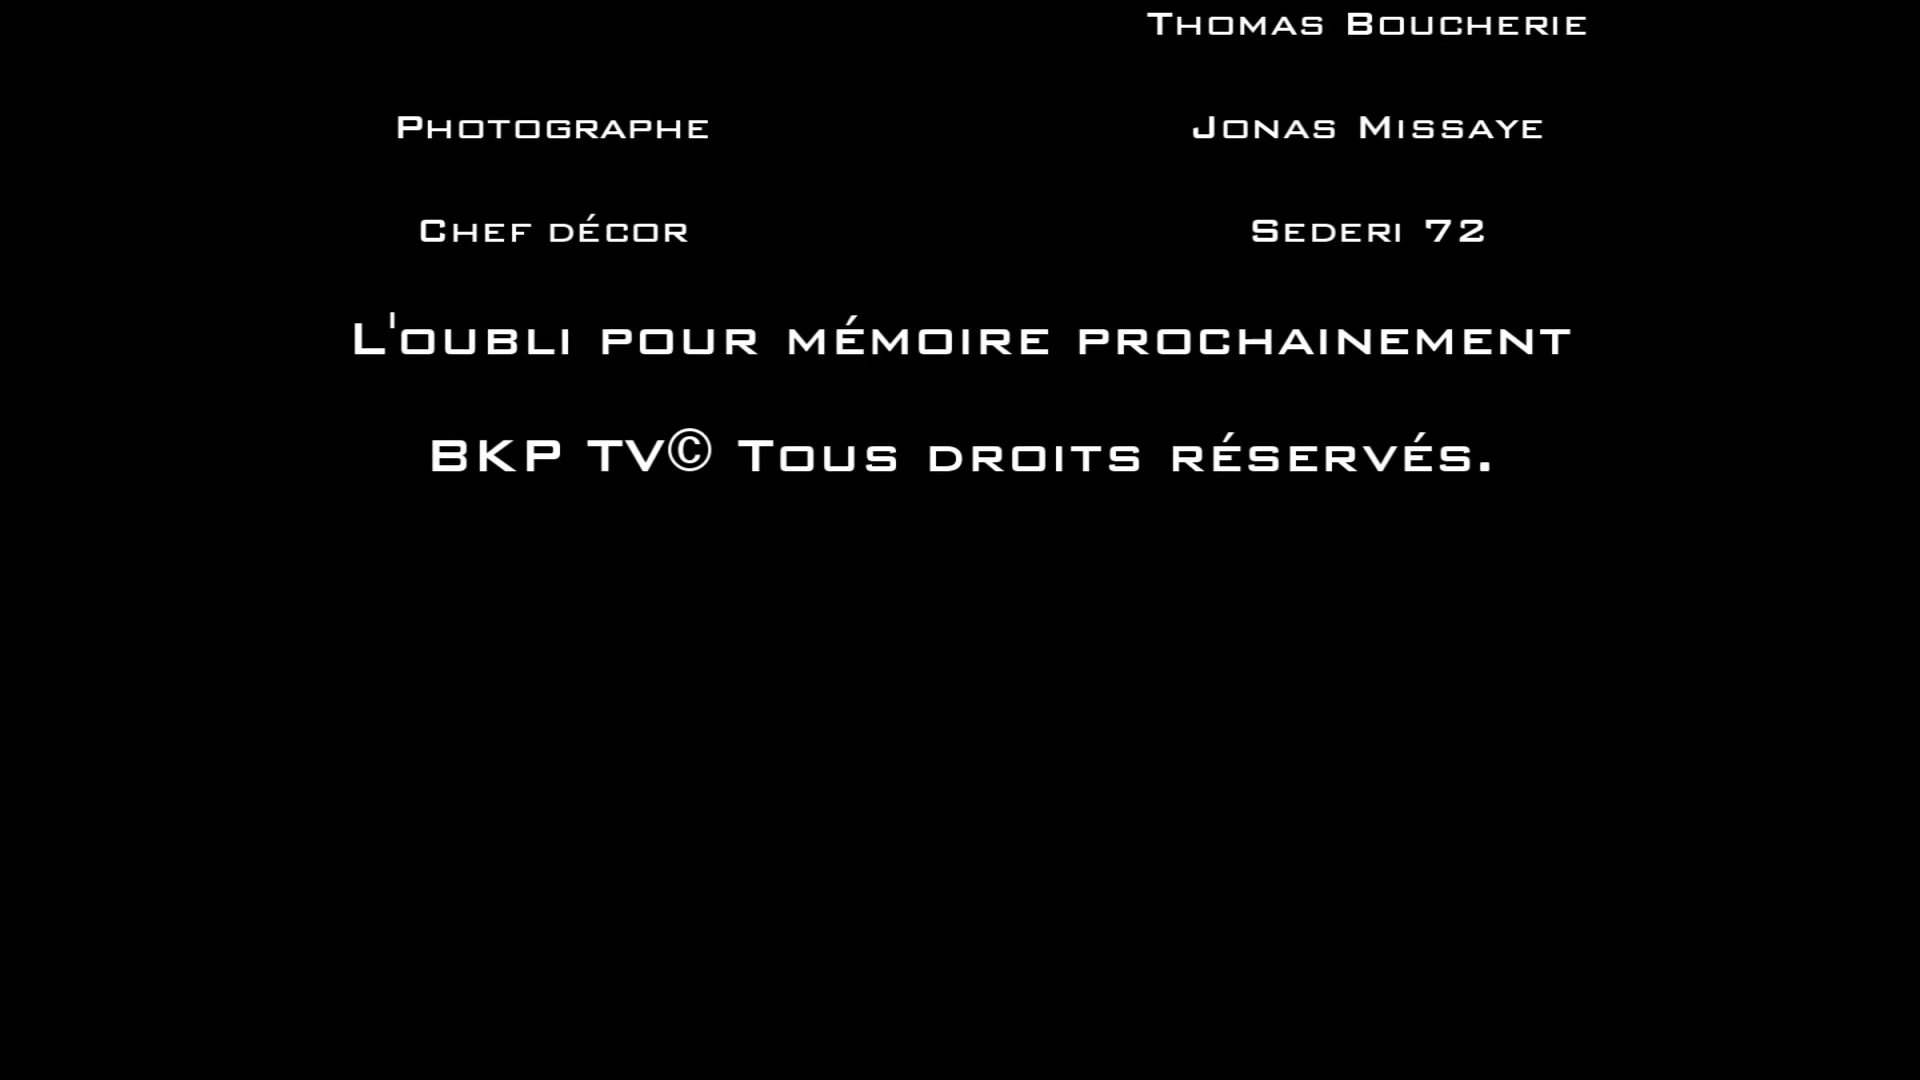 Thomas Boucherie
Photographe Jonas Missaye
Chef décor Sederi 72
L'oubli pour mémoire prochainement
BKP TV© Tous droits réservés.